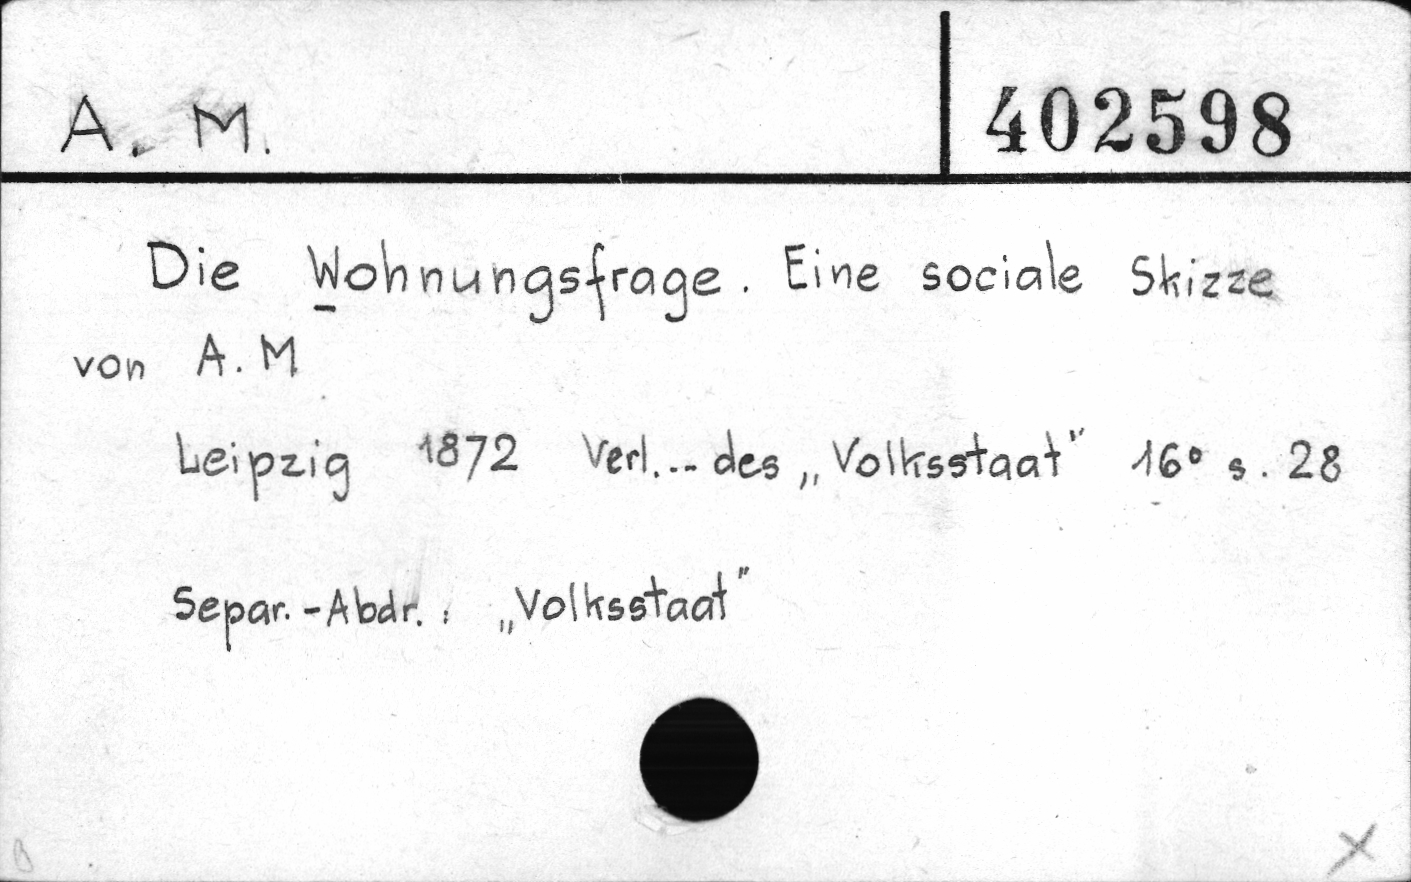 A. M.
402598
Die Wohnungsfrage. Eine sociale Skizze
von A. M
Leipzig 1872 Verl... des „Volksstaat” 16° s. 28
Separ.-Abdr.: „Volksstaat”